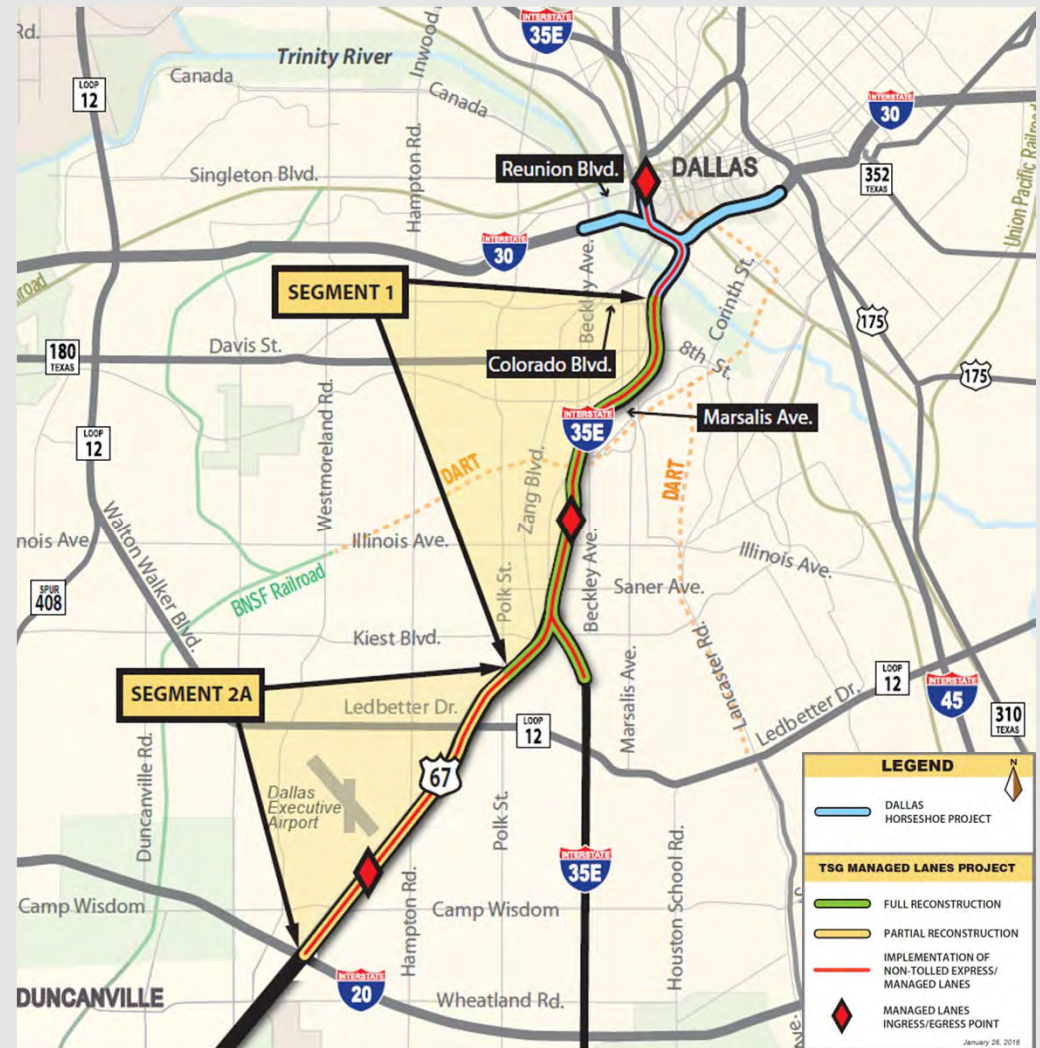 Rd.
INTERSTATE
35E
Trinity River
Inwood
Canada
Canada
LOOP
12
INTERSTATE
30
Hampton Rd.
Reunion Blvd.
DALLAS
352
TEXAS
Singleton Blvd.
Union Pacific Railroad
INTERSTATE
30
Beckley Ave.
SEGMENT 1
road
Corinth St.
175
180
TEXAS
Davis St.
Colorado Blvd.
8th St.
175
Westmoreland Rd.
INTERSTATE
35E
Marsalis Ave.
LOOP
12
DART
DART
Zang Blvd.
Walton Walker Blvd.
nois Ave.
Illinois Ave.
Illinois Ave.
SPUR
408
BNSF Railroad
Polk St.
Beckley Ave.
Saner Ave.
Kiest Blvd.
Lancaster Rd.
Marsalis Ave.
LOOP
12
INTERSTATE
45
SEGMENT 2A
Ledbetter Dr.
LOOP
12
Ledbetter Dr.
310
TEXAS
67
Duncanville Rd.
Dallas
Executive
Airport
Polk St.
INTERSTATE
35E
Houston School Rd.
Hampton Rd.
Camp Wisdom
Camp Wisdom
INTERSTATE
20
DUNCANVILLE
Wheatland Rd.
Ave.
LEGEND
N
DALLAS
HORSESHOE PROJECT
TSG MANAGED LANES PROJECT
FULL RECONSTRUCTION
PARTIAL RECONSTRUCTION
IMPLEMENTATION OF
NON-TOLLED EXPRESS/
MANAGED LANES
MANAGED LANES
INGRESS/EGRESS POINT
January 26, 2016